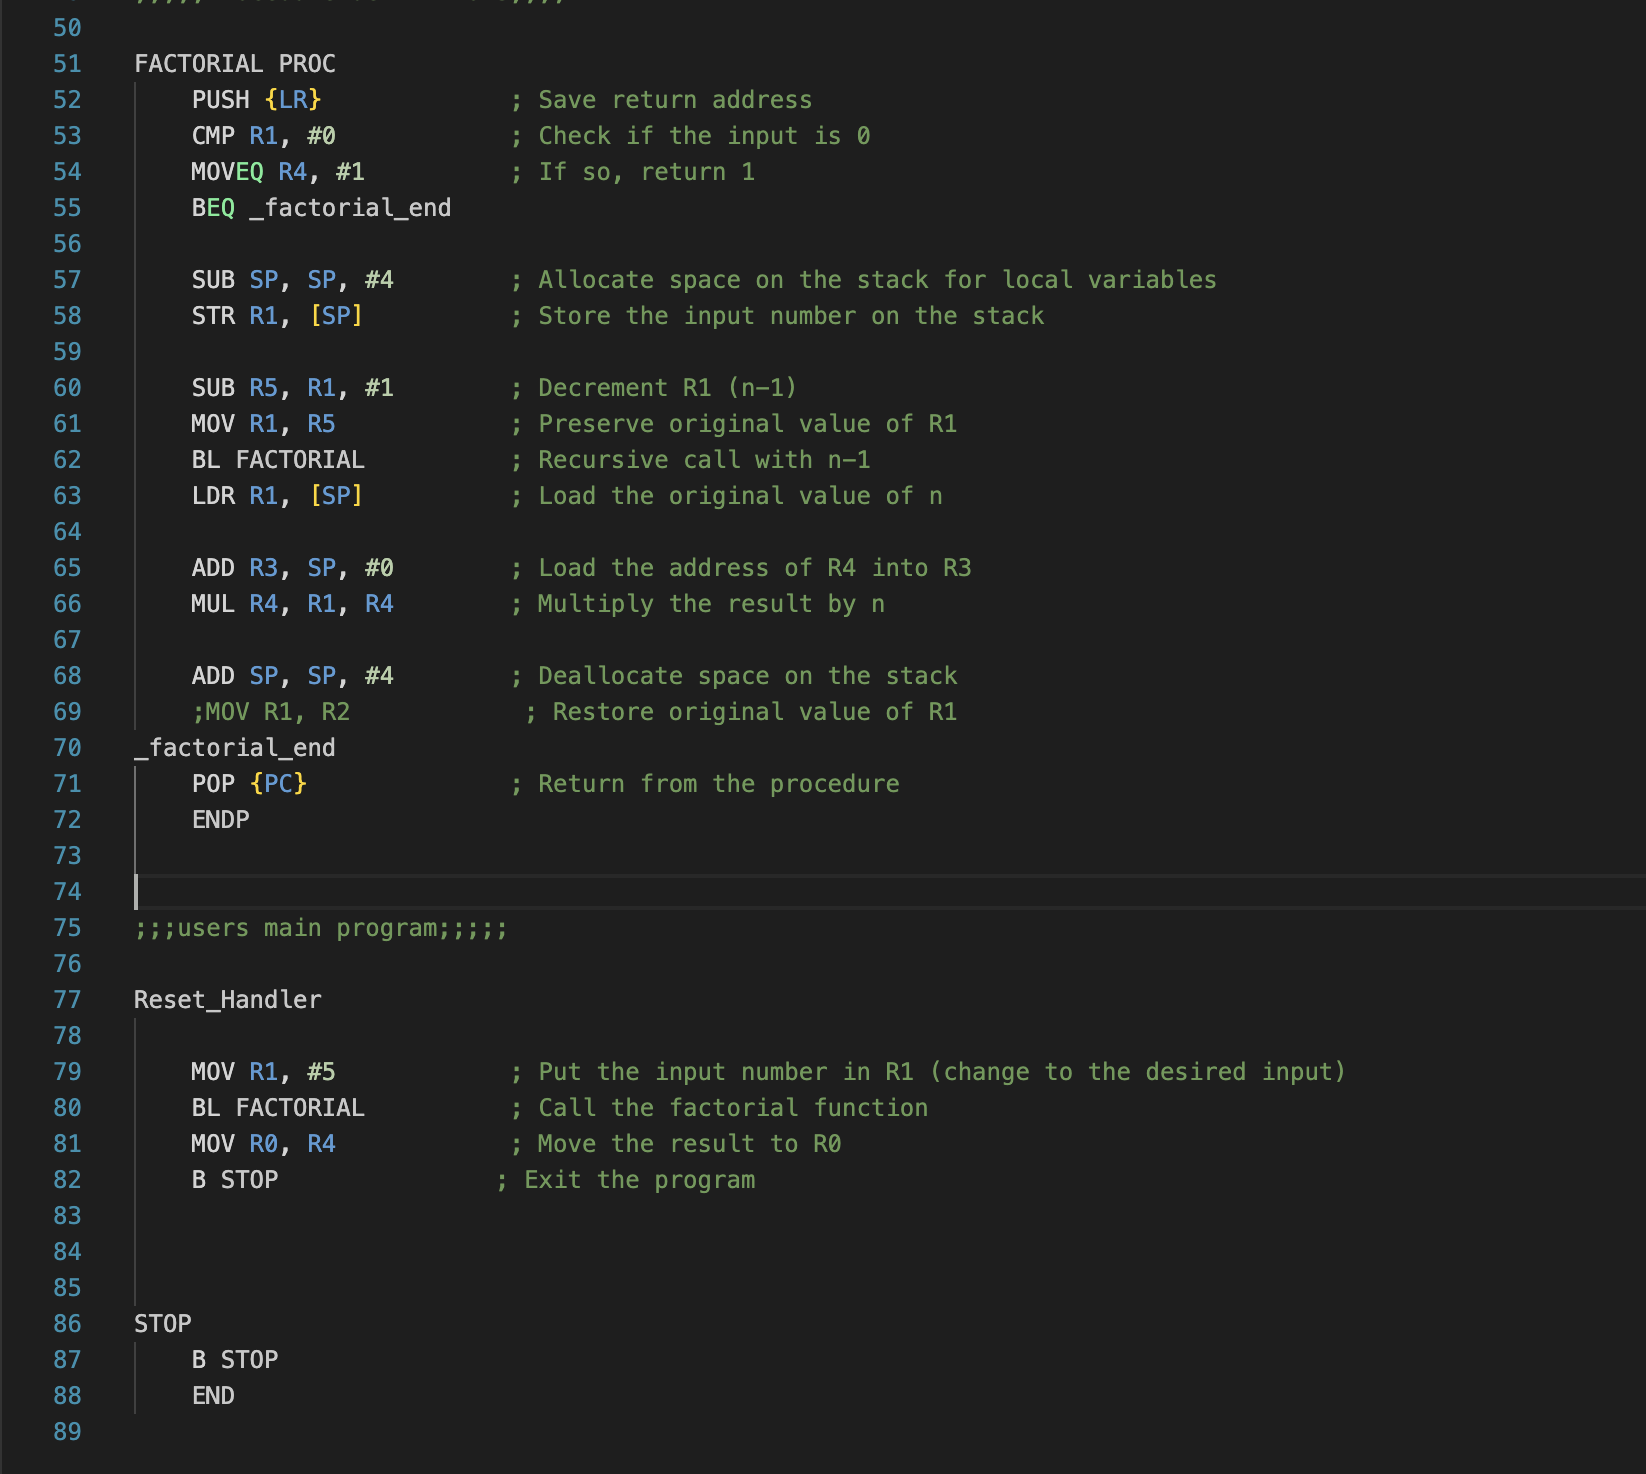 50
51 FACTORIAL PROC
52 PUSH {LR} ; Save return address
53 CMP R1, #0 ; Check if the input is 0
54 MOVEQ R4, #1 ; If so, return 1
55 BEQ _factorial_end
56
57 SUB SP, SP, #4 ; Allocate space on the stack for local variables
58 STR R1, [SP] ; Store the input number on the stack
59
60 SUB R5, R1, #1 ; Decrement R1 (n-1)
61 MOV R1, R5 ; Preserve original value of R1
62 BL FACTORIAL ; Recursive call with n-1
63 LDR R1, [SP] ; Load the original value of n
64
65 ADD R3, SP, #0 ; Load the address of R4 into R3
66 MUL R4, R1, R4 ; Multiply the result by n
67
68 ADD SP, SP, #4 ; Deallocate space on the stack
69 ;MOV R1, R2 ; Restore original value of R1
70 _factorial_end
71 POP {PC} ; Return from the procedure
72 ENDP
73
74
75 ;;;users main program;;;;;
76
77 Reset_Handler
78
79 MOV R1, #5 ; Put the input number in R1 (change to the desired input)
80 BL FACTORIAL ; Call the factorial function
81 MOV R0, R4 ; Move the result to R0
82 B STOP ; Exit the program
83
84
85
86 STOP
87 B STOP
88 END
89